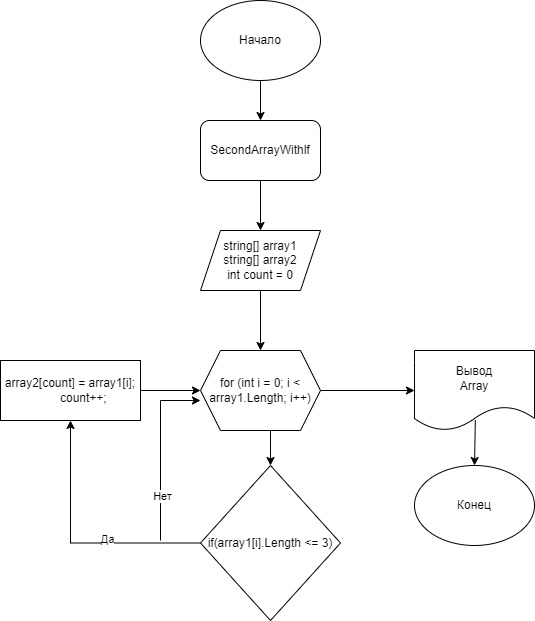 Начало
SecondArrayWithIf
string[] array1
string[] array2
int count = 0
for (int i = 0; i <
array1.Length; i++)
array2[count] = array1[i];
count++;
Вывод
Array
Нет
Конец
Да
if(array1[i].Length <= 3)